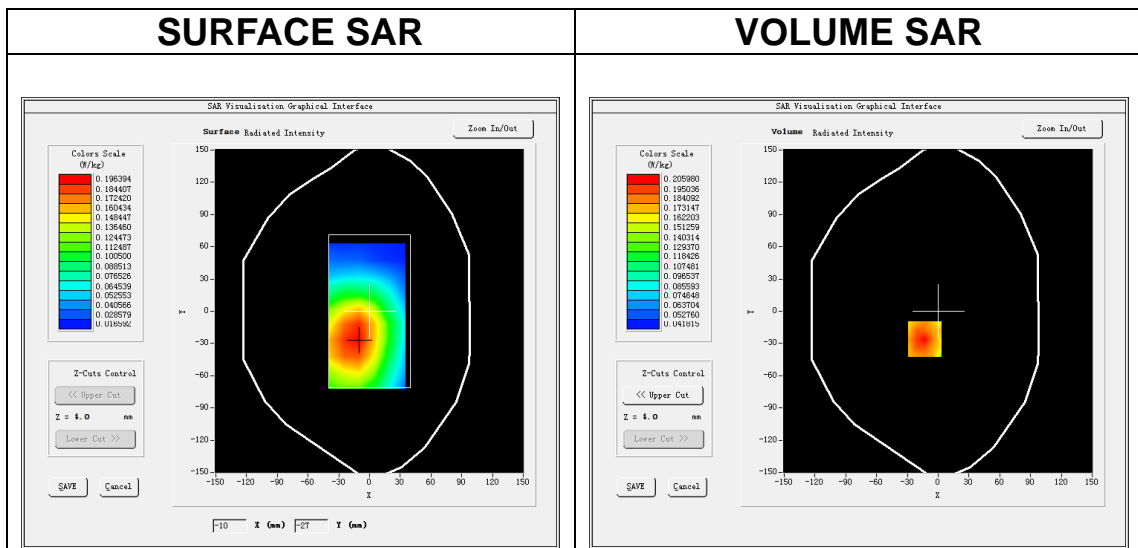 SURFACE SAR
VOLUME SAR
SAR Visualisation Graphical Interface
Surface Radiated Intensity
Zoom In/Out
Colors Scale
(W/kg)
0.196394
0.184407
0.172420
0.160434
0.148447
0.136460
0.124473
0.112487
0.100500
0.088513
0.076526
0.064539
0.052553
0.040566
0.028579
0.016592
150
120
90
60
30
0
-30
-60
-90
-120
-150
Y
-150 -120 -90 -60 -30 0 30 60 90 120 150
X
Z-Cuts Control
<< Upper Cut
Z = 4.0 mm
Lower Cut >>
SAVE Cancel
-10 X (mm) -27 Y (mm)
SAR Visualisation Graphical Interface
Volume Radiated Intensity
Zoom In/Out
Colors Scale
(W/kg)
0.205980
0.195036
0.184092
0.173147
0.162203
0.151259
0.140314
0.129370
0.118426
0.107481
0.096537
0.085593
0.074648
0.063704
0.052760
0.041815
150
120
90
60
30
0
-30
-60
-90
-120
-150
Y
-150 -120 -90 -60 -30 0 30 60 90 120 150
X
Z-Cuts Control
<< Upper Cut
Z = 4.0 mm
Lower Cut >>
SAVE Cancel